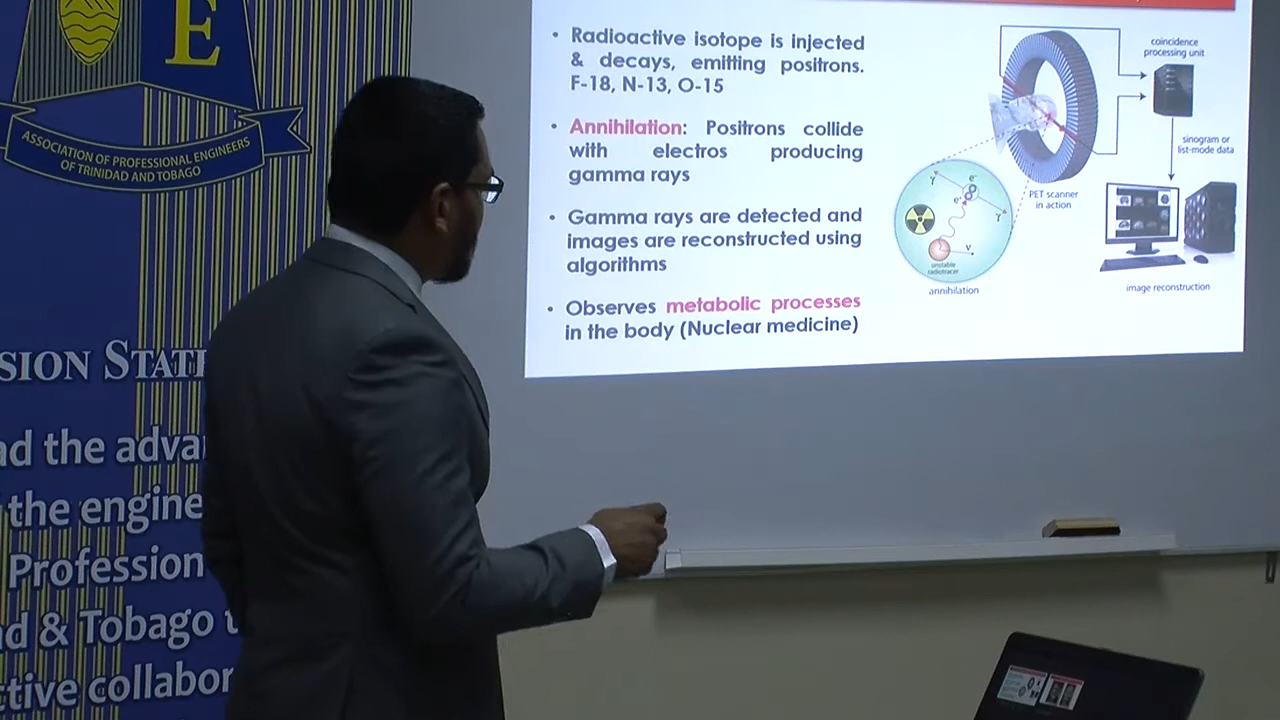 E
ASSOCIATION OF PROFESSIONAL ENGINEERS
OF TRINIDAD AND TOBAGO
SION STATE
ad the adva
the engine
Profession
ad & Tobago t
ctive collabor
• Radioactive isotope is injected
& decays, emitting positrons.
F-18, N-13, O-15
• Annihilation: Positrons collide
with electros producing
gamma rays
• Gamma rays are detected and
images are reconstructed using
algorithms
• Observes metabolic processes
in the body (Nuclear medicine)
coincidence
processing unit
sinogram or
list-mode data
PET scanner
in action
γ
e⁻
e⁺
γ
ν
unstable
radiotracer
annihilation
image reconstruction